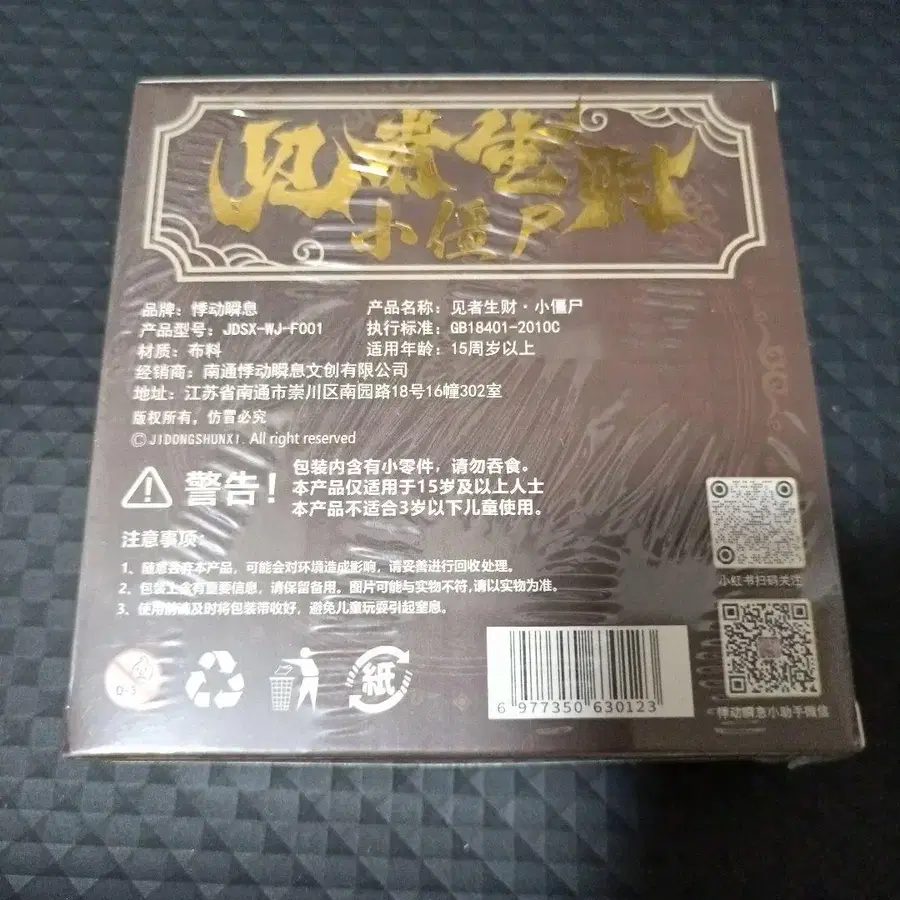 见者生财
小僵尸
品牌：悸动瞬息 产品名称：见者生财·小僵尸
产品型号：JDSX-WJ-F001 执行标准：GB18401-2010C
材质：布料 适用年龄：15周岁以上
经销商：南通悸动瞬息文创有限公司
地址：江苏省南通市崇川区南园路18号16幢302室
版权所有，仿冒必究
©JIDONGSHUNXI. All right reserved
警告！
包装内含有小零件，请勿吞食。
本产品仅适用于15岁及以上人士
本产品不适合3岁以下儿童使用。
注意事项：
1、随意丢弃本产品，可能会对环境造成影响，请妥善进行回收处理。
2、包装上含有重要信息，请保留备用。图片可能与实物不符，请以实物为准。
3、使用前请及时将包装带收好，避免儿童玩耍引起窒息。
小红书扫码关注
0-3
紙
6 977350 630123
悸动瞬息小助手微信